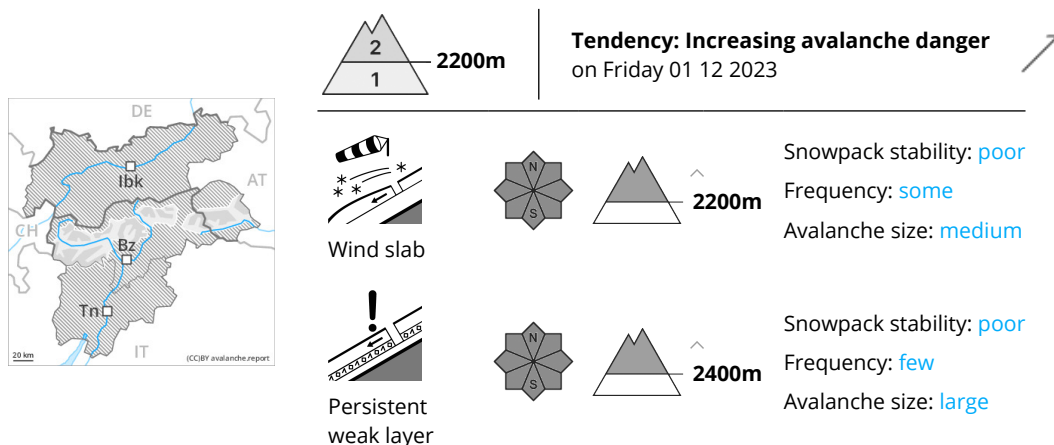 2
1
2200m
Tendency: Increasing avalanche danger
on Friday 01 12 2023
DE
Ibk
AT
CH
Bz
Tn
IT
20 km
(CC)BY avalanche.report
Wind slab
N
S
2200m
Snowpack stability: poor
Frequency: some
Avalanche size: medium
Persistent
weak layer
N
S
2400m
Snowpack stability: poor
Frequency: few
Avalanche size: large